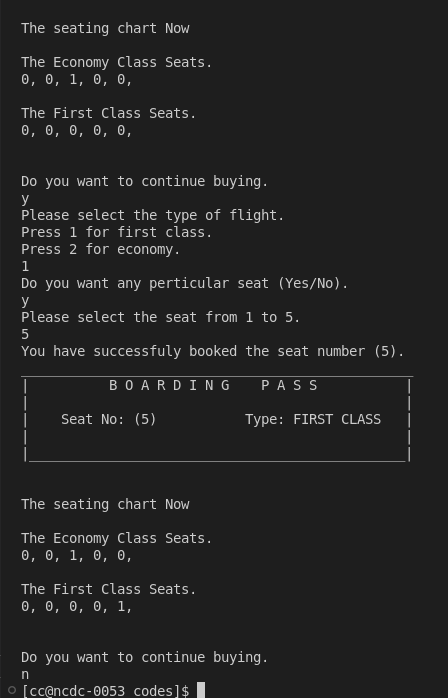 The seating chart Now
The Economy Class Seats.
0, 0, 1, 0, 0,
The First Class Seats.
0, 0, 0, 0, 0,
Do you want to continue buying.
y
Please select the type of flight.
Press 1 for first class.
Press 2 for economy.
1
Do you want any perticular seat (Yes/No).
y
Please select the seat from 1 to 5.
5
You have successfuly booked the seat number (5).
B O A R D I N G    P A S S
Seat No: (5)           Type: FIRST CLASS
The seating chart Now
The Economy Class Seats.
0, 0, 1, 0, 0,
The First Class Seats.
0, 0, 0, 0, 1,
Do you want to continue buying.
n
[cc@ncdc-0053 codes]$